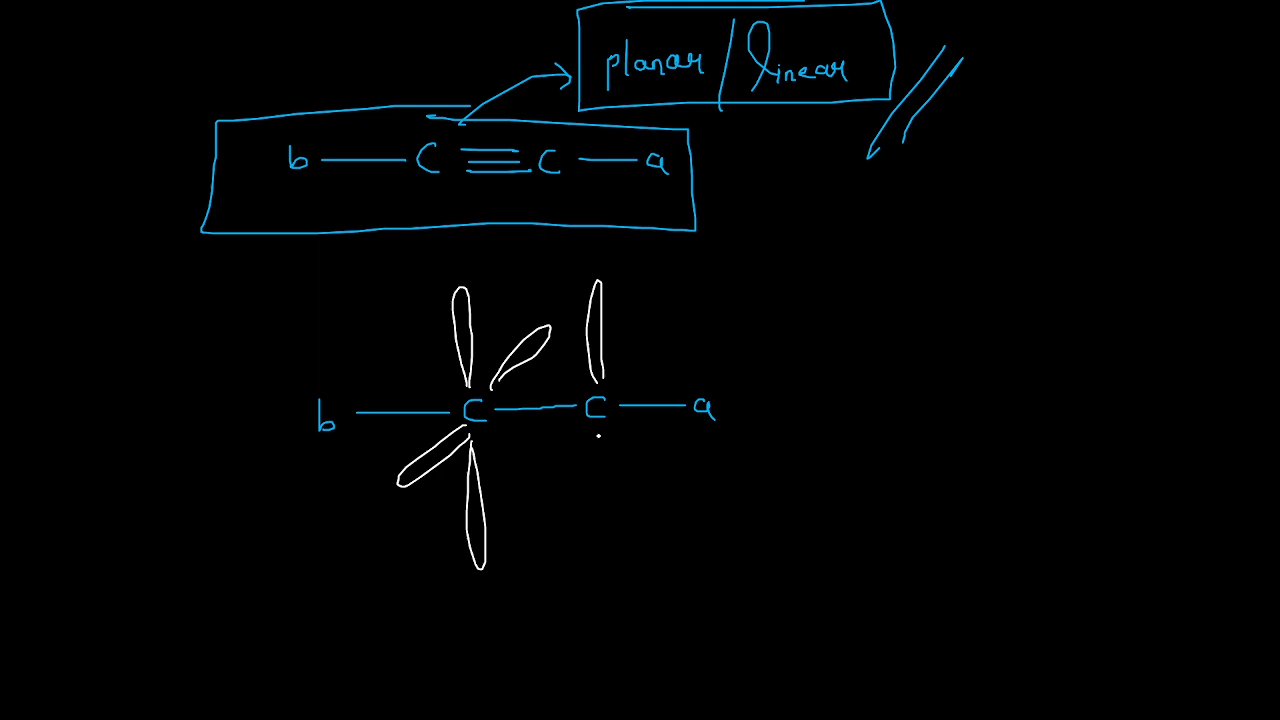 planar / linear
b — C ≡ C — a
b — C — C — a